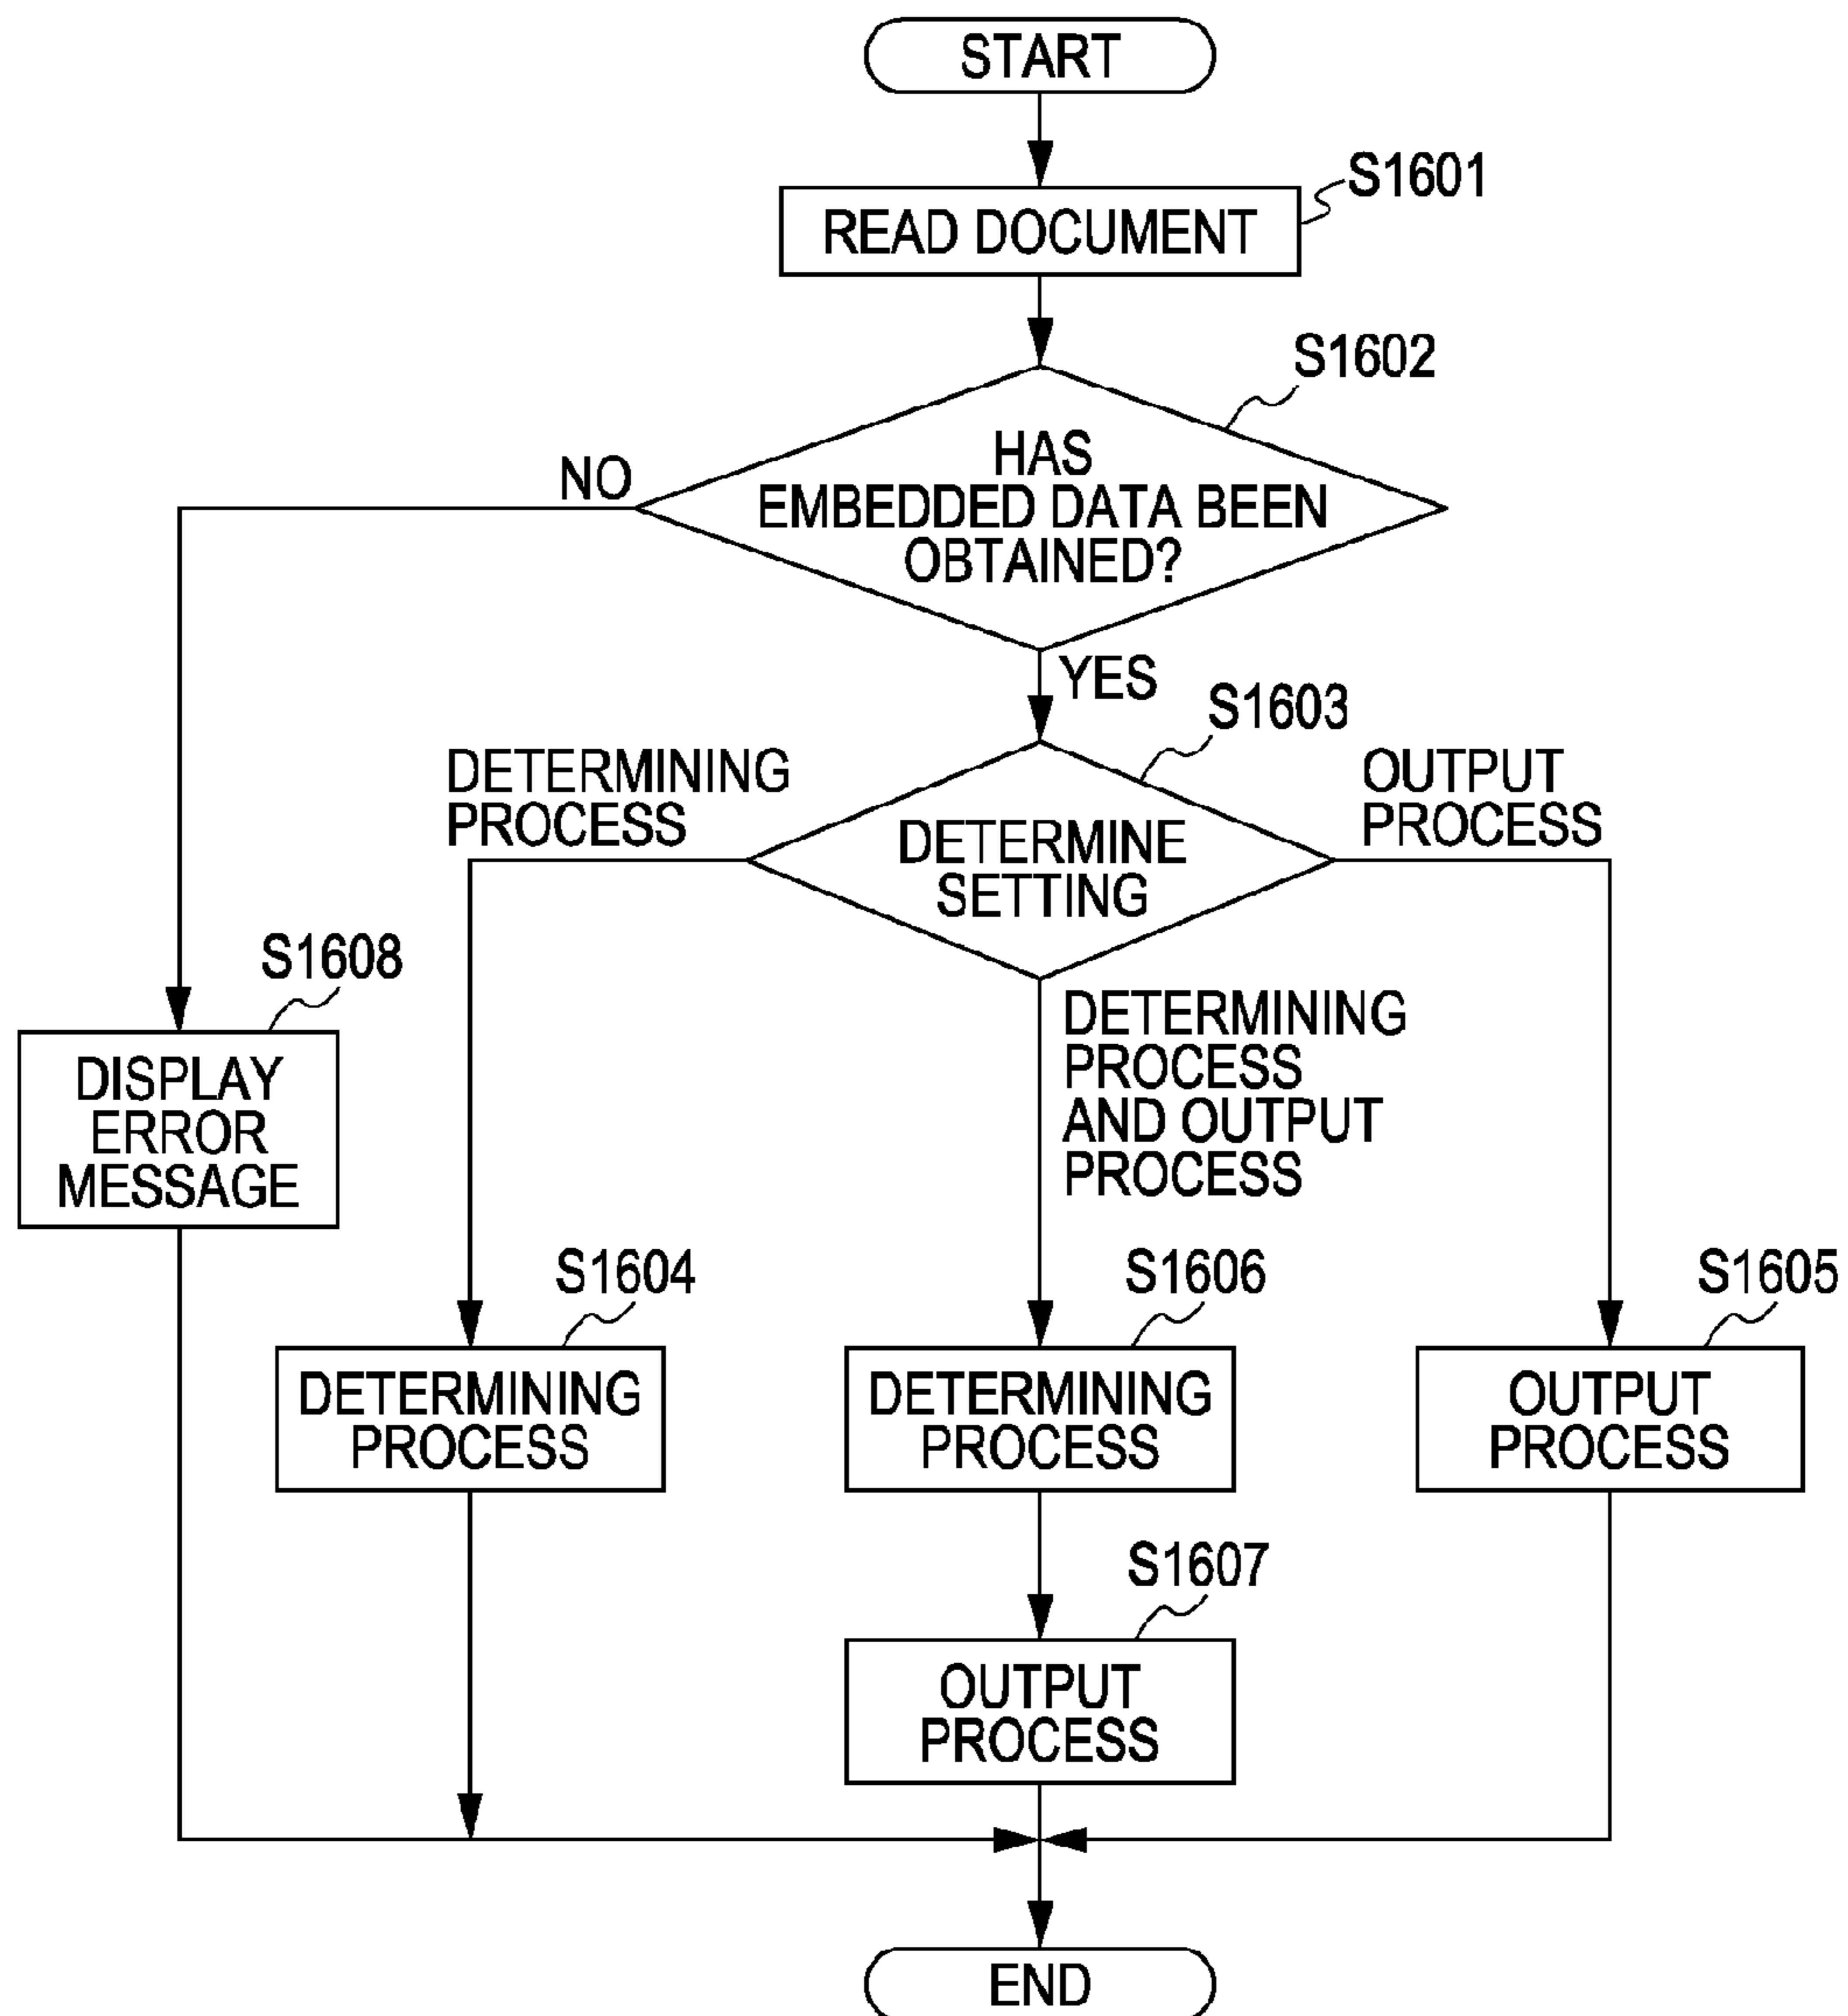 START
S1601
READ DOCUMENT
S1602
HAS
EMBEDDED DATA BEEN
OBTAINED?
NO
YES
S1603
DETERMINING
PROCESS
OUTPUT
PROCESS
DETERMINE
SETTING
S1608
DISPLAY
ERROR
MESSAGE
DETERMINING
PROCESS
AND OUTPUT
PROCESS
S1604
DETERMINING
PROCESS
S1606
DETERMINING
PROCESS
S1605
OUTPUT
PROCESS
S1607
OUTPUT
PROCESS
END